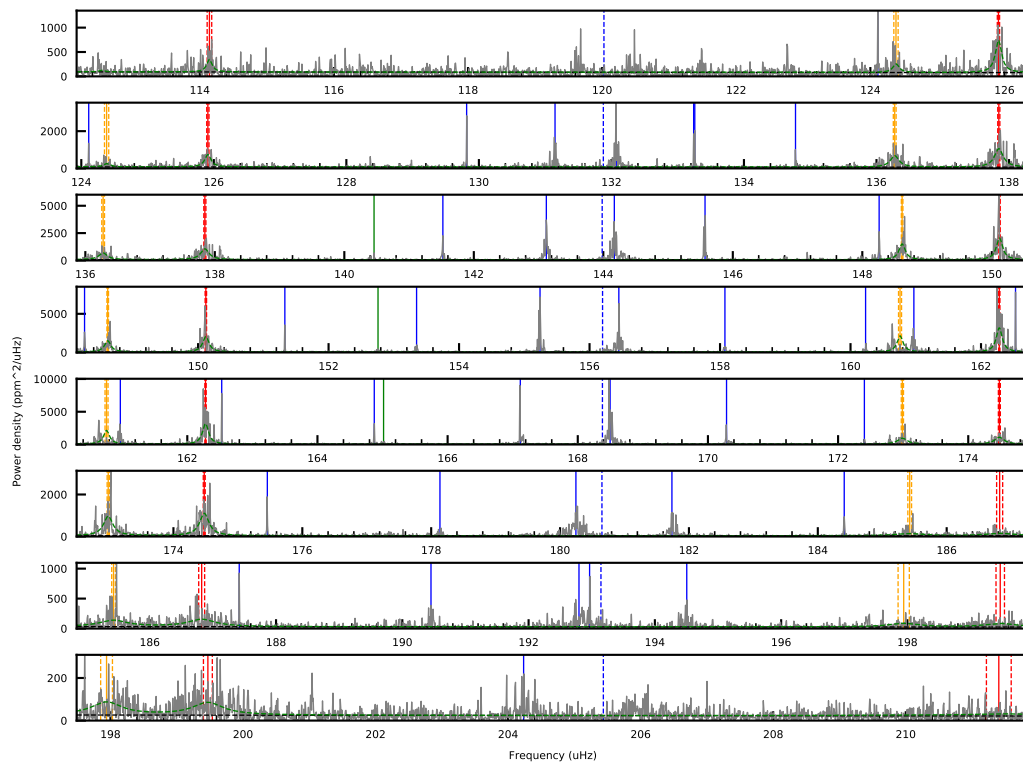 1000
500
0
114 116 118 120 122 124 126
2000
0
124 126 128 130 132 134 136 138
5000
2500
0
136 138 140 142 144 146 148 150
5000
0
150 152 154 156 158 160 162
10000
5000
0
162 164 166 168 170 172 174
2000
0
174 176 178 180 182 184 186
1000
500
0
186 188 190 192 194 196 198
200
0
198 200 202 204 206 208 210
Power density (ppm^2/uHz)
Frequency (uHz)